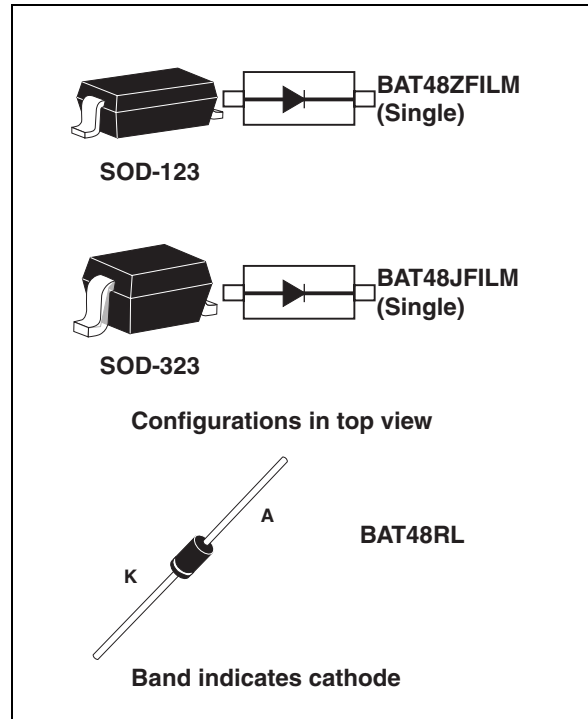 BAT48ZFILM
(Single)
SOD-123
BAT48JFILM
(Single)
SOD-323
Configurations in top view
A
BAT48RL
K
Band indicates cathode